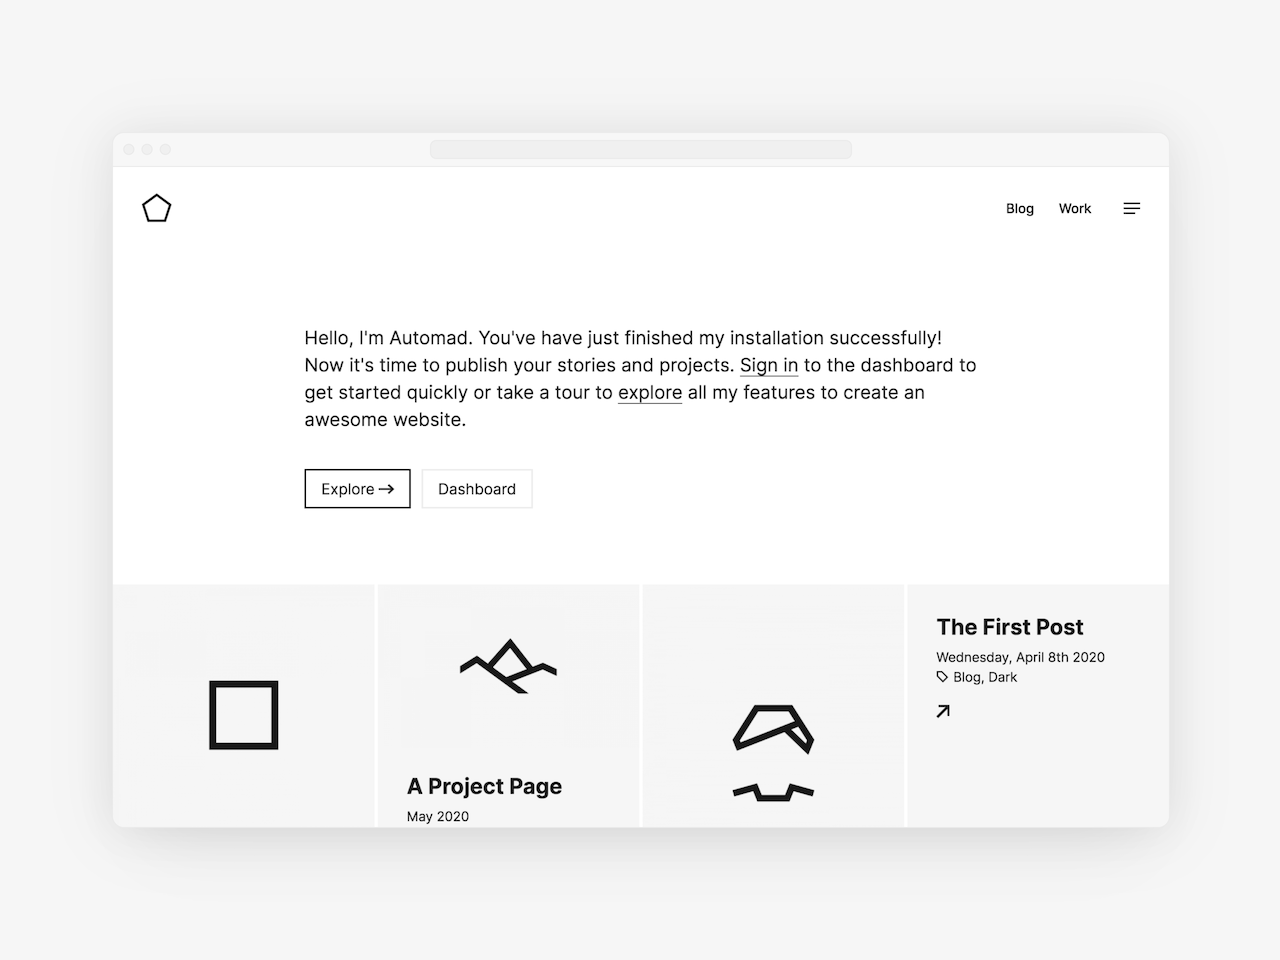 Blog
Work
Hello, I'm Automad. You've have just finished my installation successfully!
Now it's time to publish your stories and projects. Sign in to the dashboard to
get started quickly or take a tour to explore all my features to create an
awesome website.
Explore →
Dashboard
A Project Page
May 2020
The First Post
Wednesday, April 8th 2020
Blog, Dark